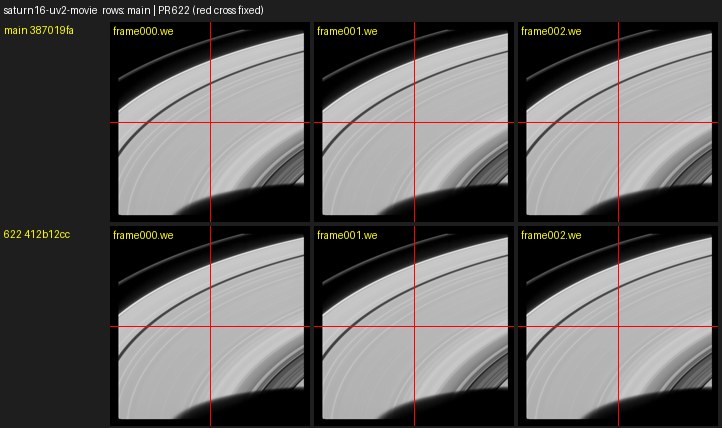 saturn16-uv2-movie rows: main | PR622 (red cross fixed)
main 387019fa
frame000.we
frame001.we
frame002.we
622 412b12cc
frame000.we
frame001.we
frame002.we